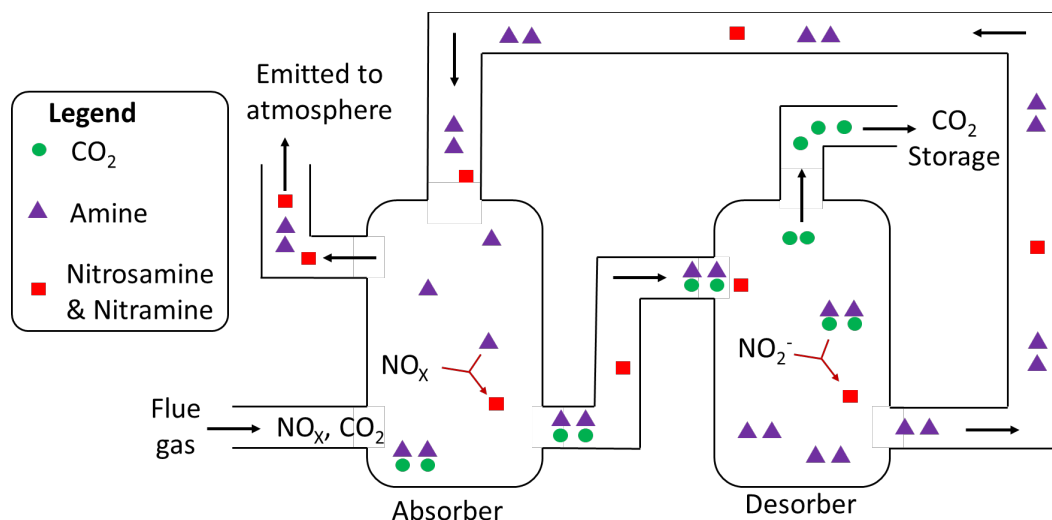 Emitted to
atmosphere
Legend
CO₂
Amine
Nitrosamine
& Nitramine
CO₂
Storage
NOₓ
NO₂⁻
Flue
gas
NOₓ, CO₂
Absorber
Desorber